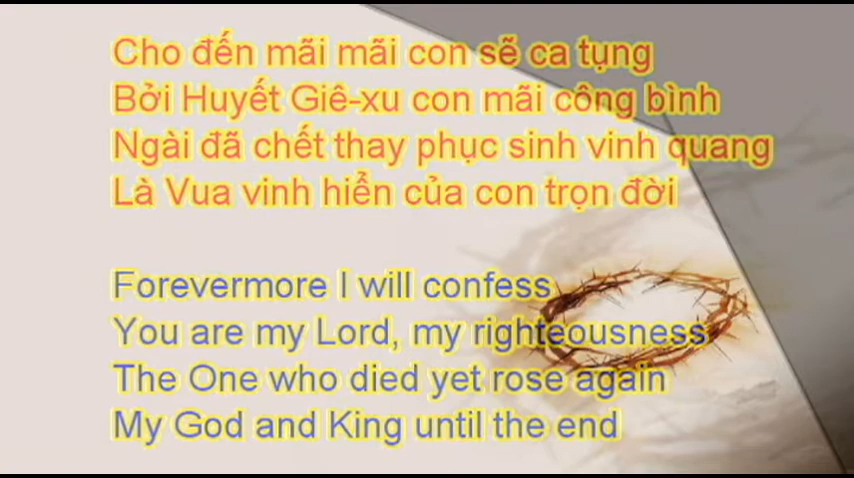 Cho đến mãi mãi con sẽ ca tụng
Bởi Huyết Giê-xu con mãi công bình
Ngài đã chết thay phục sinh vinh quang
Là Vua vinh hiển của con trọn đời
Forevermore I will confess
You are my Lord, my righteousness
The One who died yet rose again
My God and King until the end